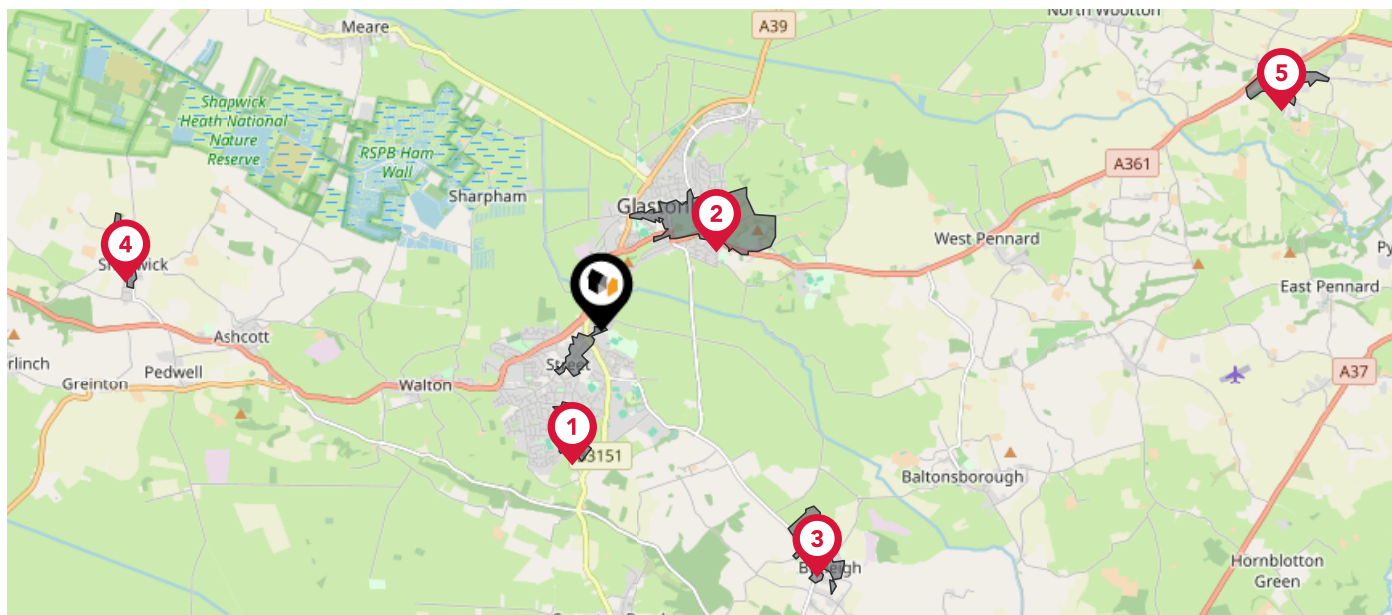 North Wootton
Meare
A39
5
Shapwick
Heath National
Nature
Reserve
RSPB Ham
Wall
A361
Sharpham
2
4
West Pennard
East Pennard
Ashcott
Pedwell
Greinton
Walton
A37
1
Baltonsborough
3
Hornblotton
Green